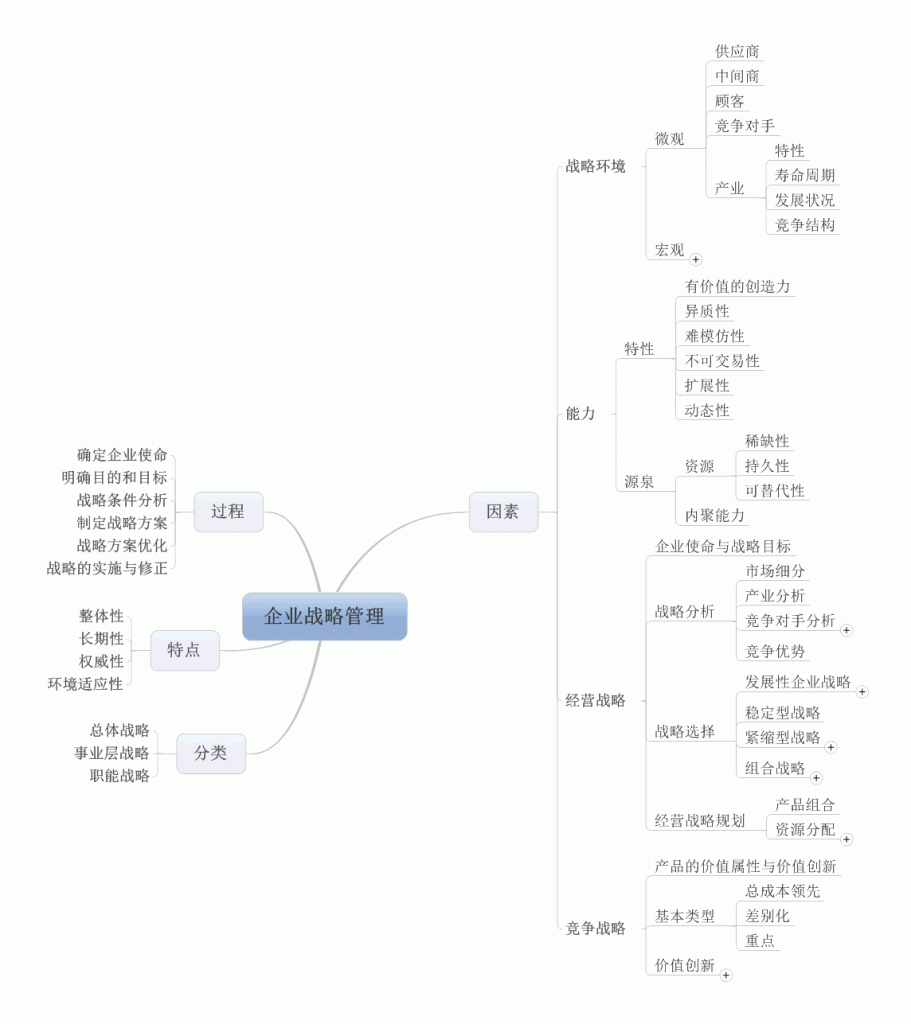 企业战略管理
过程
确定企业使命
明确目的和目标
战略条件分析
制定战略方案
战略方案优化
战略的实施与修正
特点
整体性
长期性
权威性
环境适应性
分类
总体战略
事业层战略
职能战略
因素
战略环境
微观
供应商
中间商
顾客
竞争对手
产业
特性
寿命周期
发展状况
竞争结构
宏观
能力
特性
有价值的创造力
异质性
难模仿性
不可交易性
扩展性
动态性
源泉
资源
稀缺性
持久性
可替代性
内聚能力
经营战略
企业使命与战略目标
战略分析
市场细分
产业分析
竞争对手分析
竞争优势
战略选择
发展性企业战略
稳定型战略
紧缩型战略
组合战略
经营战略规划
产品组合
资源分配
竞争战略
产品的价值属性与价值创新
基本类型
总成本领先
差别化
重点
价值创新